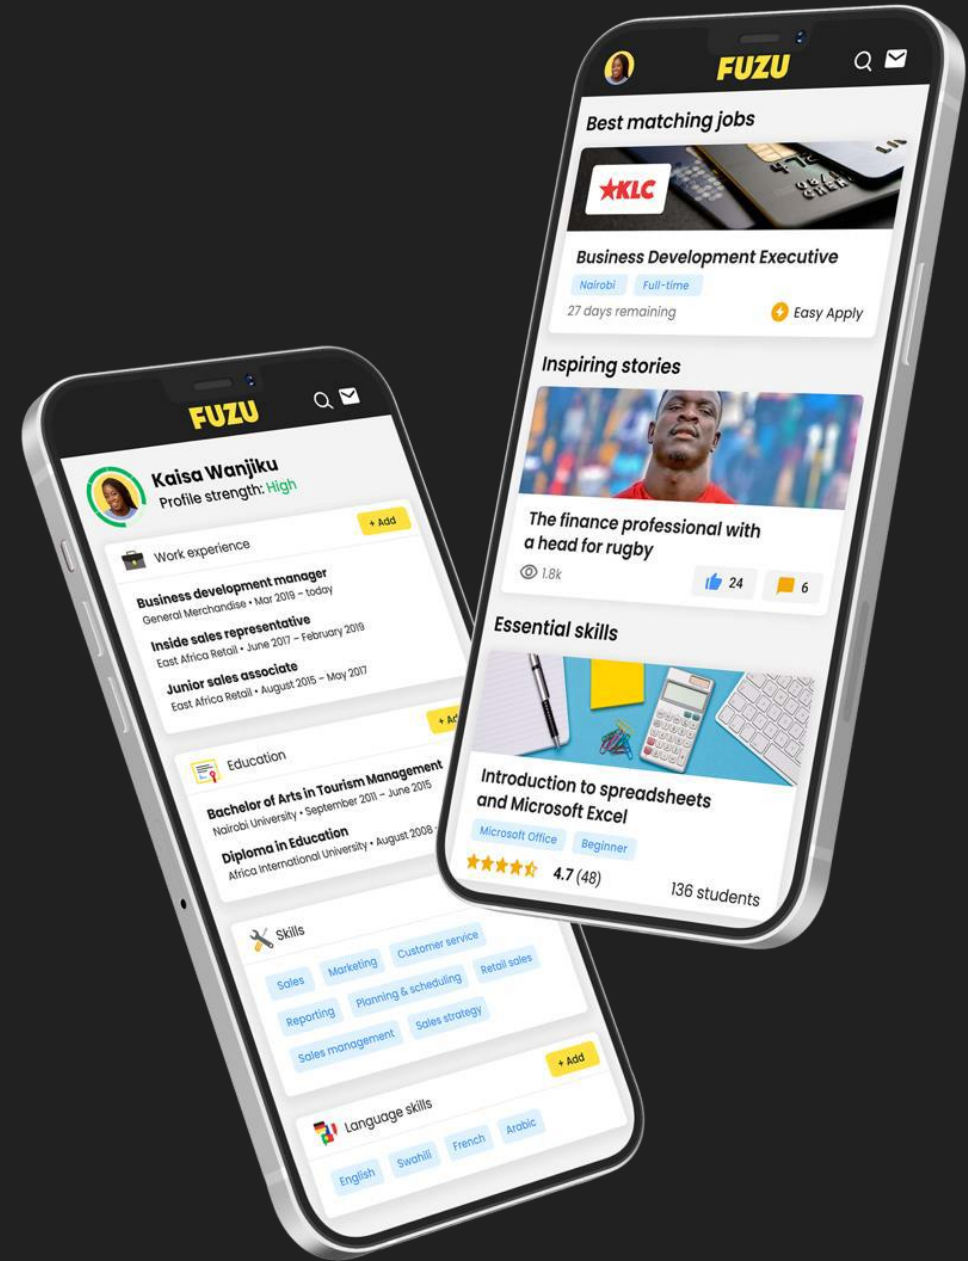 FUZU
Kaisa Wanjiku
Profile strength: High
Work experience
+ Add
Business development manager
General Merchandise • Mar 2019 – today
Inside sales representative
East Africa Retail • June 2017 – February 2019
Junior sales associate
East Africa Retail • August 2015 – May 2017
Education
Bachelor of Arts in Tourism Management
Nairobi University • September 2011 – June 2015
Diploma in Education
Africa International University • August 2008
Skills
Sales
Marketing
Customer service
Reporting
Planning & scheduling
Retail sales
Sales management
Sales strategy
+ Add
Language skills
English
Swahili
French
Arabic
FUZU
Best matching jobs
KLC
Business Development Executive
Nairobi
Full-time
27 days remaining
Easy Apply
Inspiring stories
The finance professional with
a head for rugby
1.8k
24
6
Essential skills
Introduction to spreadsheets
and Microsoft Excel
Microsoft Office
Beginner
4.7 (48)
136 students